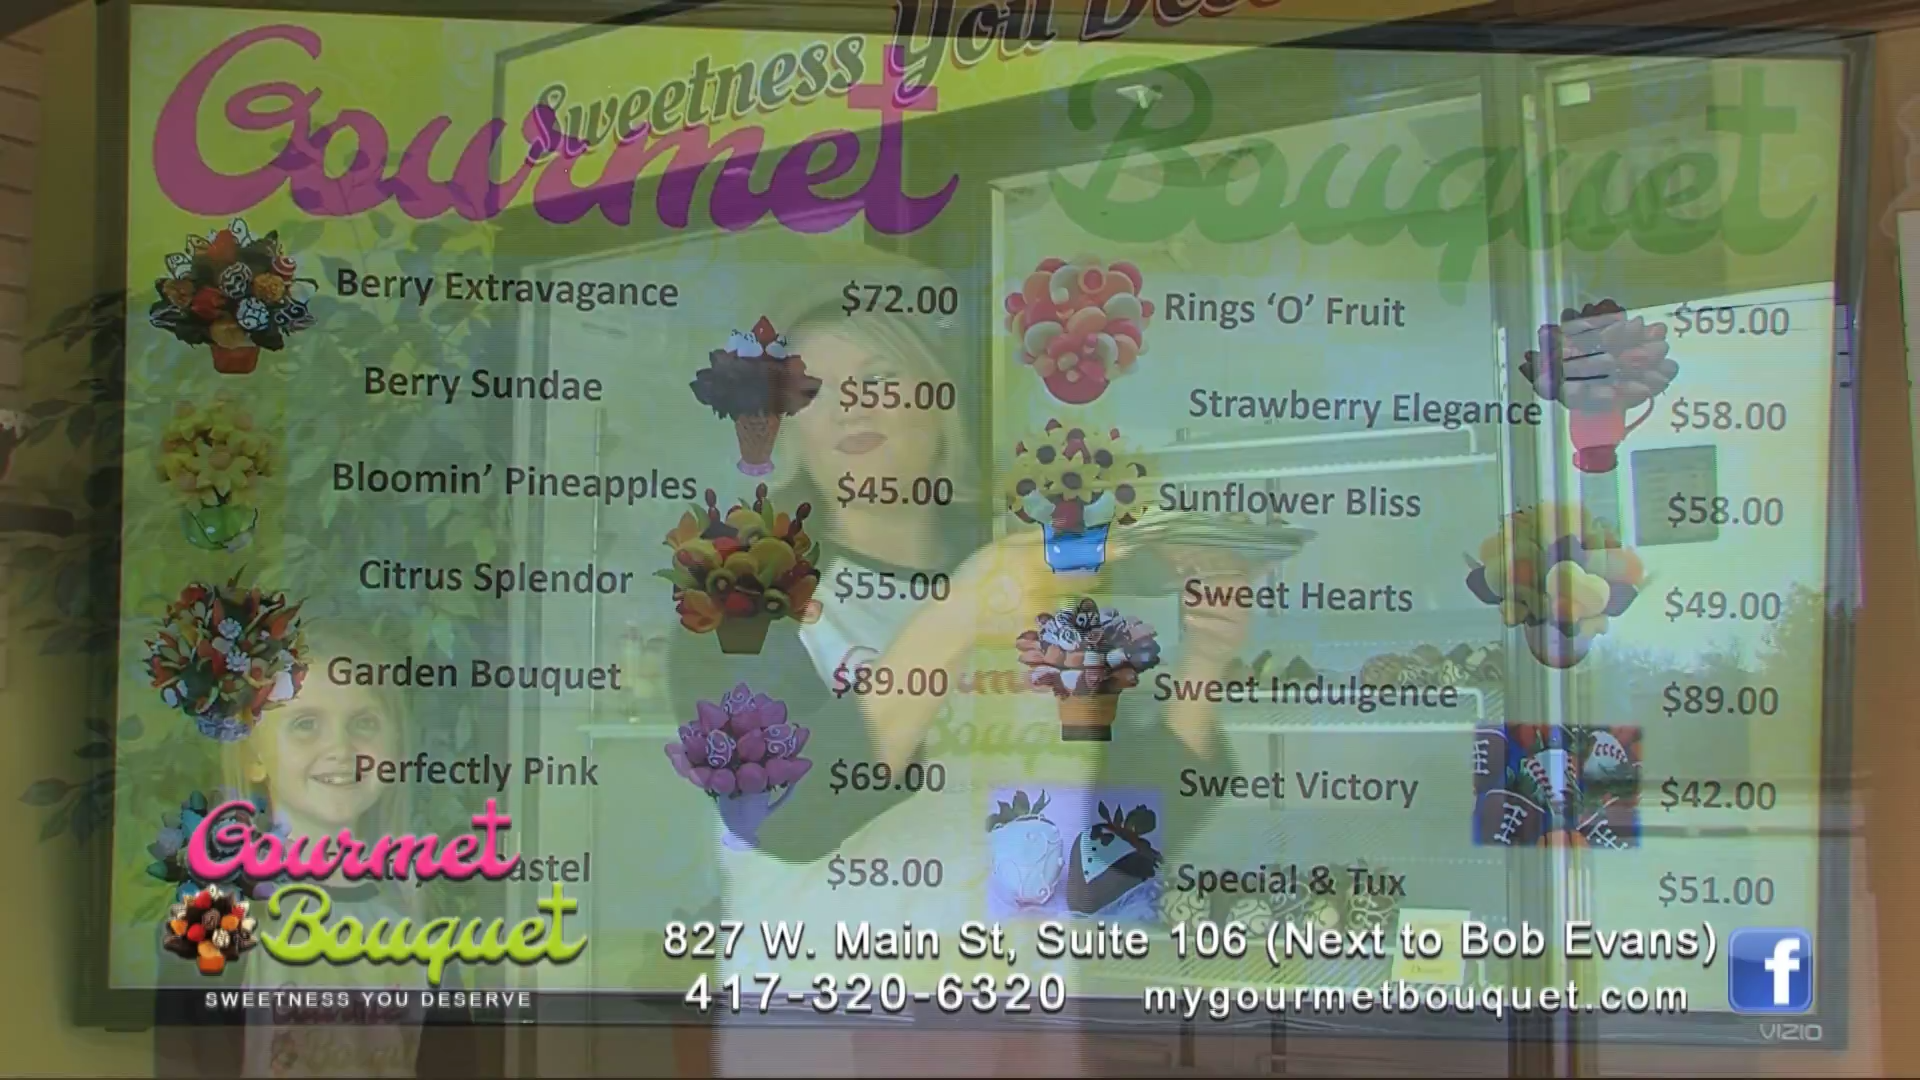 Sweetness You
Gourmet Bouquet
Berry Extravagance $72.00
Berry Sundae $55.00
Bloomin' Pineapples $45.00
Citrus Splendor $55.00
Garden Bouquet $89.00
Perfectly Pink $69.00
astel $58.00
Rings 'O' Fruit $69.00
Strawberry Elegance $58.00
Sunflower Bliss $58.00
Sweet Hearts $49.00
Sweet Indulgence $89.00
Sweet Victory $42.00
Special & Tux $51.00
Gourmet
Bouquet
SWEETNESS YOU DESERVE
827 W. Main St, Suite 106 (Next to Bob Evans)
417-320-6320 mygourmetbouquet.com
f
VIZIO